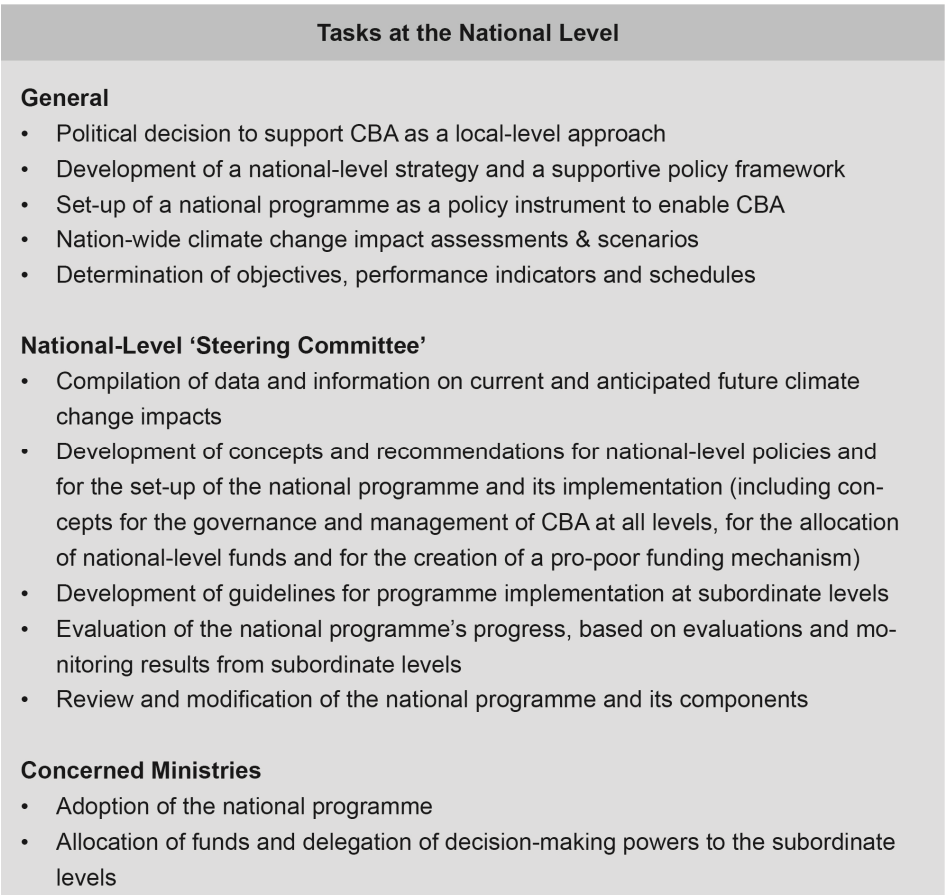 Tasks at the National Level
General
• Political decision to support CBA as a local-level approach
• Development of a national-level strategy and a supportive policy framework
• Set-up of a national programme as a policy instrument to enable CBA
• Nation-wide climate change impact assessments & scenarios
• Determination of objectives, performance indicators and schedules
National-Level ‘Steering Committee’
• Compilation of data and information on current and anticipated future climate
change impacts
• Development of concepts and recommendations for national-level policies and
for the set-up of the national programme and its implementation (including con-
cepts for the governance and management of CBA at all levels, for the allocation
of national-level funds and for the creation of a pro-poor funding mechanism)
• Development of guidelines for programme implementation at subordinate levels
• Evaluation of the national programme’s progress, based on evaluations and mo-
nitoring results from subordinate levels
• Review and modification of the national programme and its components
Concerned Ministries
• Adoption of the national programme
• Allocation of funds and delegation of decision-making powers to the subordinate
levels